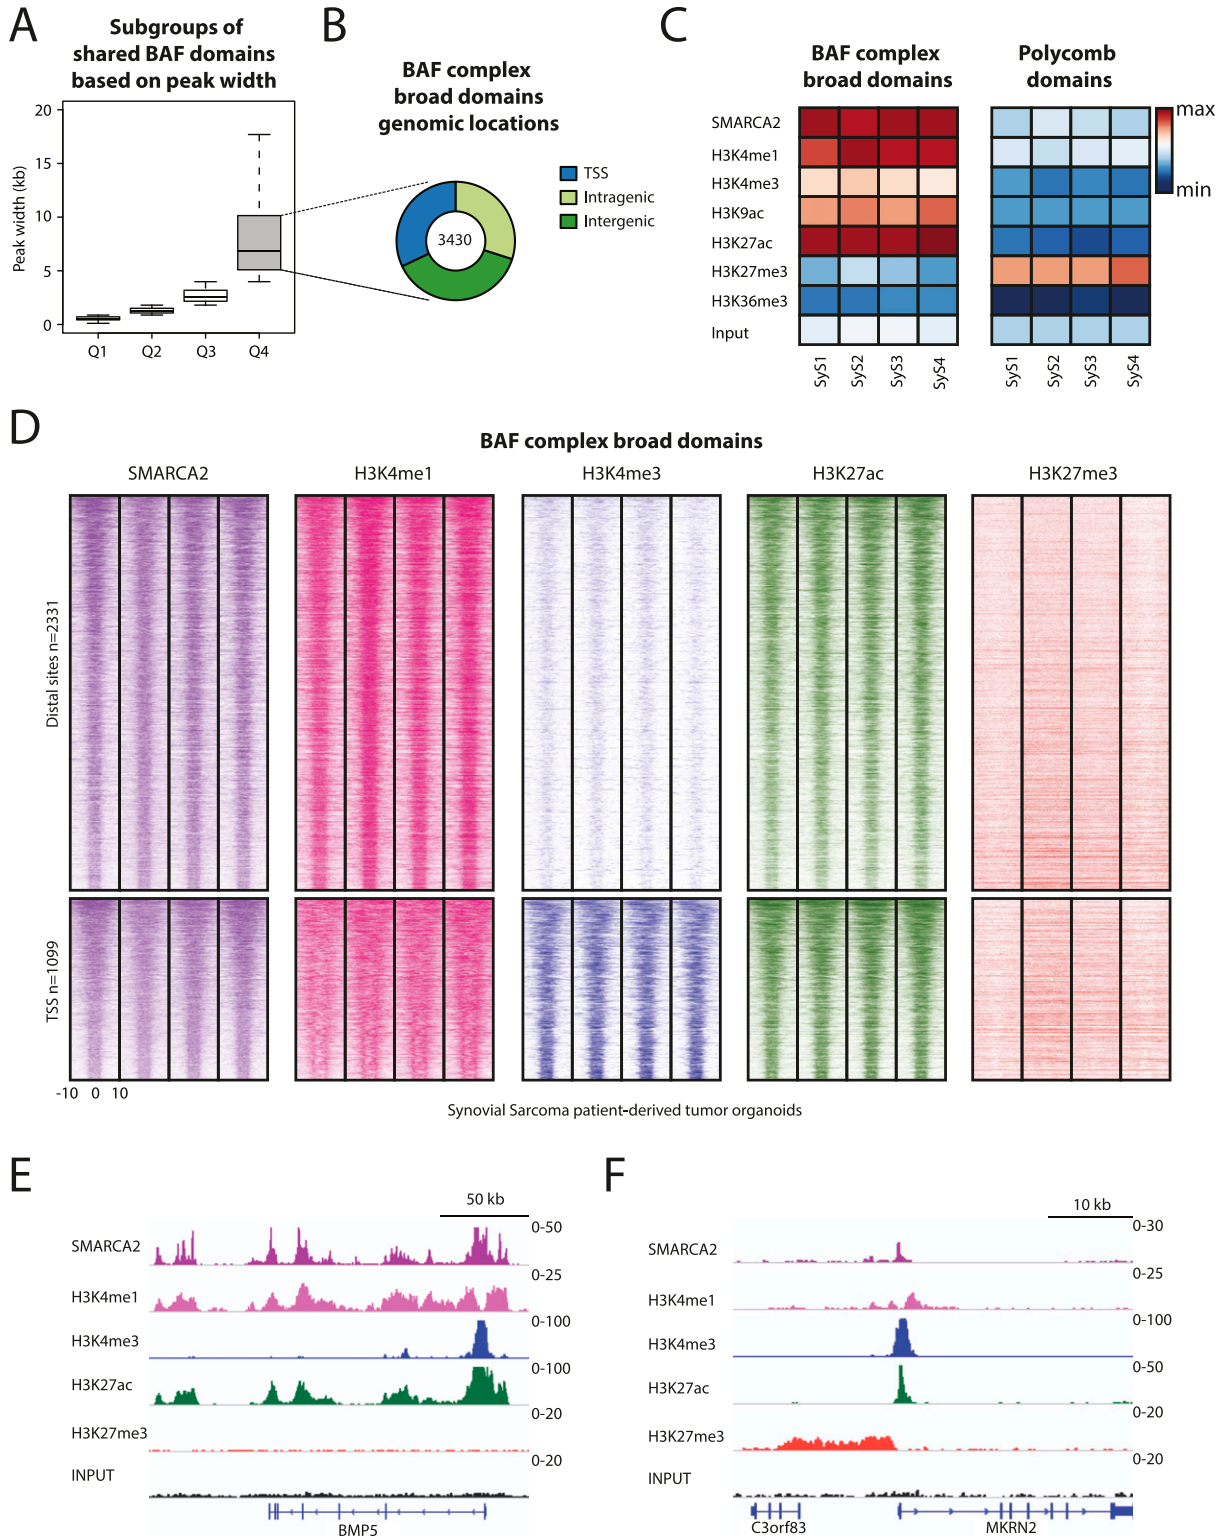 A
Subgroups of
shared BAF domains
based on peak width
Peak width (kb)
20
15
10
5
0
Q1 Q2 Q3 Q4
B
BAF complex
broad domains
genomic locations
3430
TSS
Intragenic
Intergenic
C
BAF complex
broad domains
Polycomb
domains
SMARCA2
H3K4me1
H3K4me3
H3K9ac
H3K27ac
H3K27me3
H3K36me3
Input
SyS1 SyS2 SyS3 SyS4
SyS1 SyS2 SyS3 SyS4
max
min
D
BAF complex broad domains
SMARCA2 H3K4me1 H3K4me3 H3K27ac H3K27me3
Distal sites n=2331
TSS n=1099
-10 0 10
Synovial Sarcoma patient-derived tumor organoids
E
50 kb
SMARCA2 0-50
H3K4me1 0-25
H3K4me3 0-100
H3K27ac 0-100
H3K27me3 0-20
INPUT 0-20
BMP5
F
10 kb
SMARCA2 0-30
H3K4me1 0-25
H3K4me3 0-100
H3K27ac 0-50
H3K27me3 0-20
INPUT 0-20
C3orf83 MKRN2